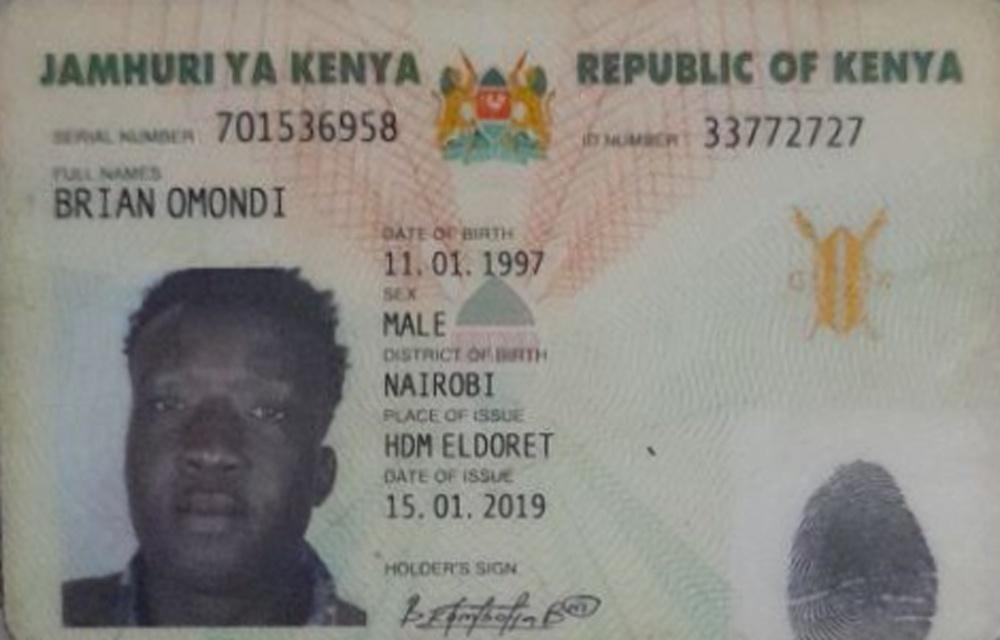 JAMHURI YA KENYA REPUBLIC OF KENYA
SERIAL NUMBER 701536958 ID NUMBER 33772727
FULL NAMES
BRIAN OMONDI
DATE OF BIRTH
11.01.1997
SEX
MALE
DISTRICT OF BIRTH
NAIROBI
PLACE OF ISSUE
HDM ELDORET
DATE OF ISSUE
15.01.2019
HOLDER'S SIGN.